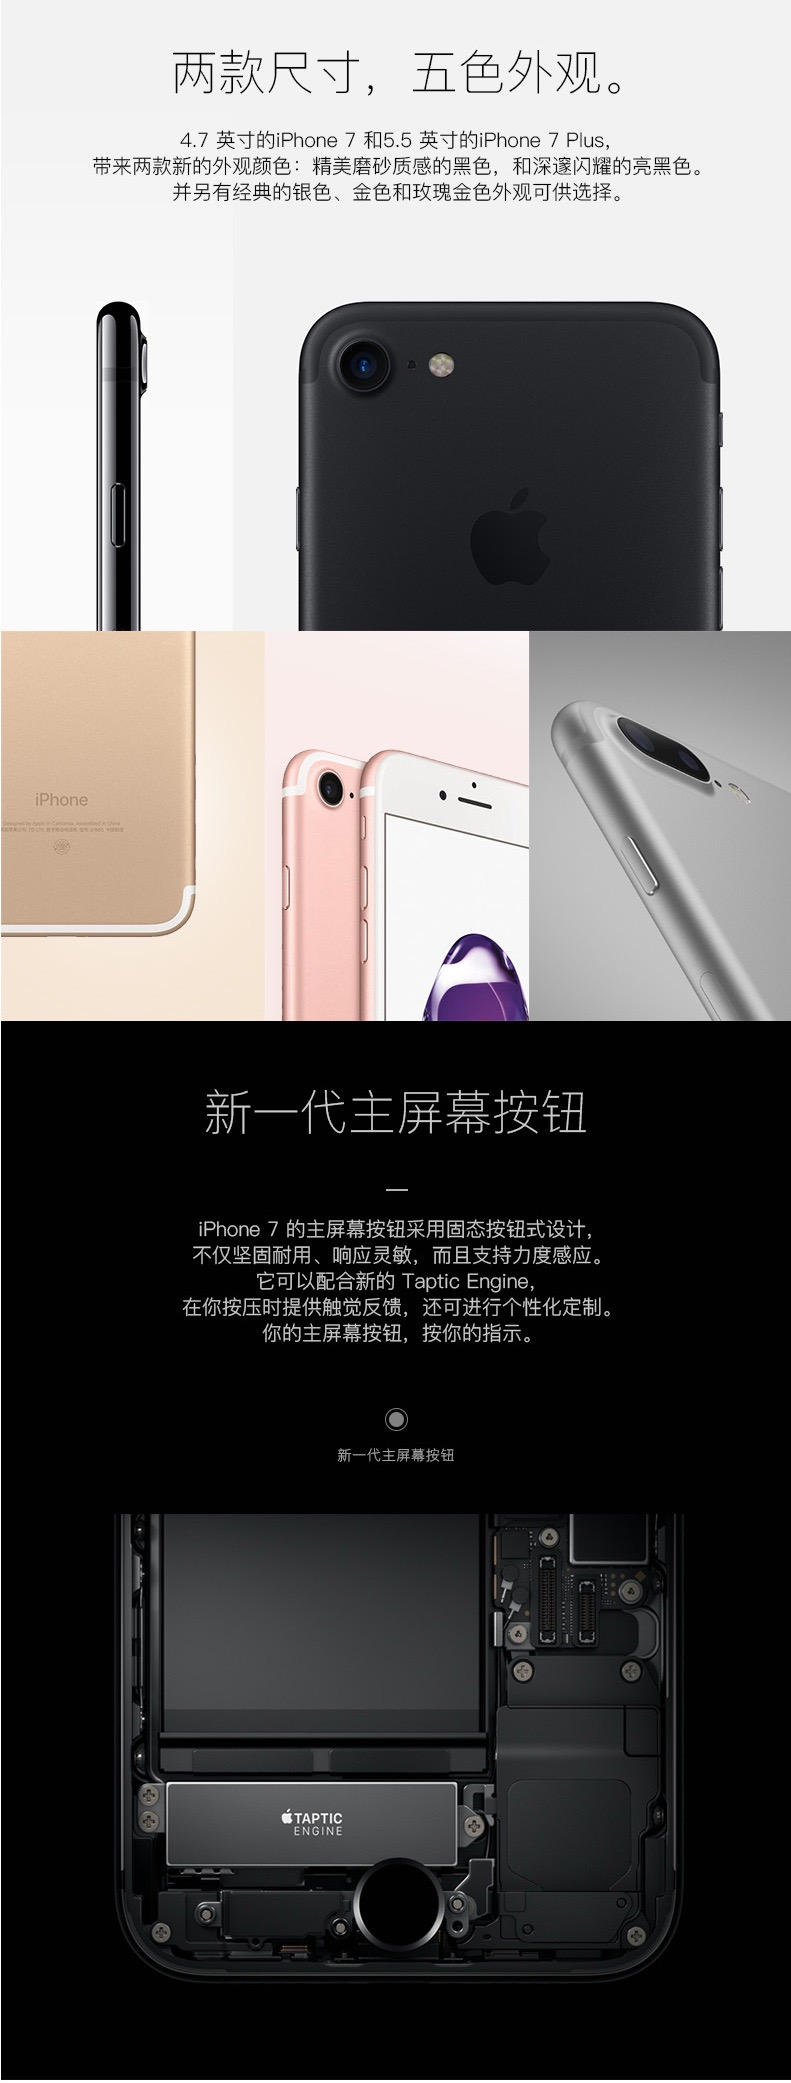 两款尺寸，五色外观。
4.7 英寸的iPhone 7 和5.5 英寸的iPhone 7 Plus，
带来两款新的外观颜色：精美磨砂质感的黑色，和深邃闪耀的亮黑色。
并另有经典的银色、金色和玫瑰金色外观可供选择。
iPhone
Designed by Apple in California. Assembled in China
新一代主屏幕按钮
iPhone 7 的主屏幕按钮采用固态按钮式设计，
不仅坚固耐用、响应灵敏，而且支持力度感应。
它可以配合新的 Taptic Engine，
在你按压时提供触觉反馈，还可进行个性化定制。
你的主屏幕按钮，按你的指示。
新一代主屏幕按钮
TAPTIC
ENGINE